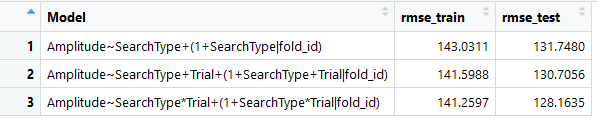 Model rmse_train rmse_test
1 Amplitude~SearchType+(1+SearchType|fold_id) 143.0311 131.7480
2 Amplitude~SearchType+Trial+(1+SearchType+Trial|fold_id) 141.5988 130.7056
3 Amplitude~SearchType*Trial+(1+SearchType*Trial|fold_id) 141.2597 128.1635